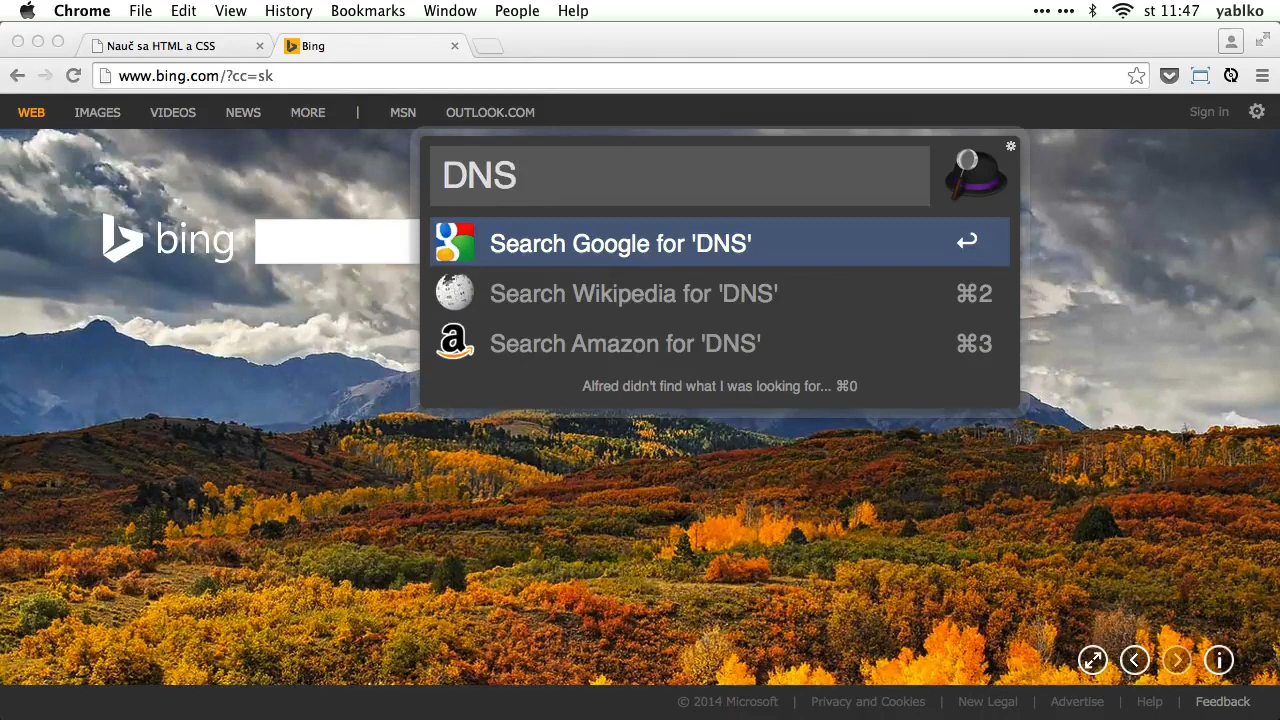 Chrome File Edit View History Bookmarks Window People Help st 11:47 yablko
Nauč sa HTML a CSS Bing
www.bing.com/?cc=sk
WEB IMAGES VIDEOS NEWS MORE | MSN OUTLOOK.COM Sign in
DNS
bing
Search Google for 'DNS'
Search Wikipedia for 'DNS' ⌘2
Search Amazon for 'DNS' ⌘3
Alfred didn't find what I was looking for... ⌘0
© 2014 Microsoft | Privacy and Cookies | New Legal | Advertise | Help | Feedback